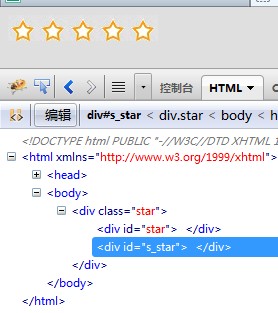 控制台 HTML
编辑 div#s_star < div.star < body < h
<!DOCTYPE html PUBLIC "-//W3C//DTD XHTML 1
<html xmlns="http://www.w3.org/1999/xhtml">
<head>
<body>
<div class="star">
<div id="star"> </div>
<div id="s_star"> </div>
</div>
</body>
</html>